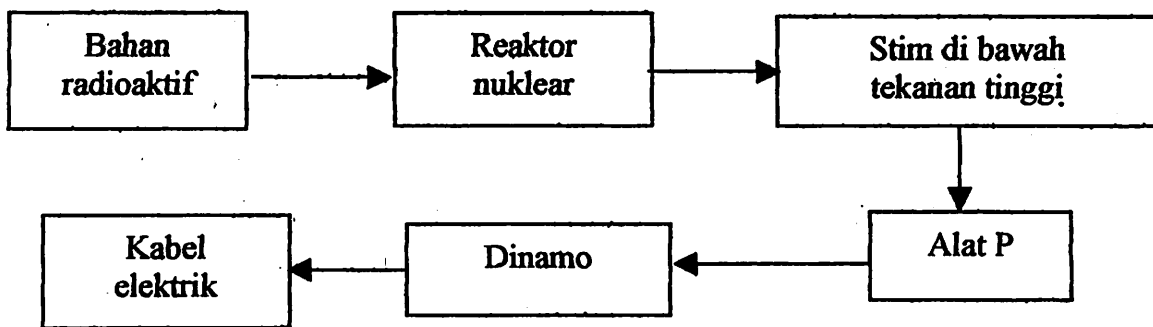 Bahan
radioaktif
Reaktor
nuklear
Stim di bawah
tekanan tinggi
Alat P
Dinamo
Kabel
elektrik